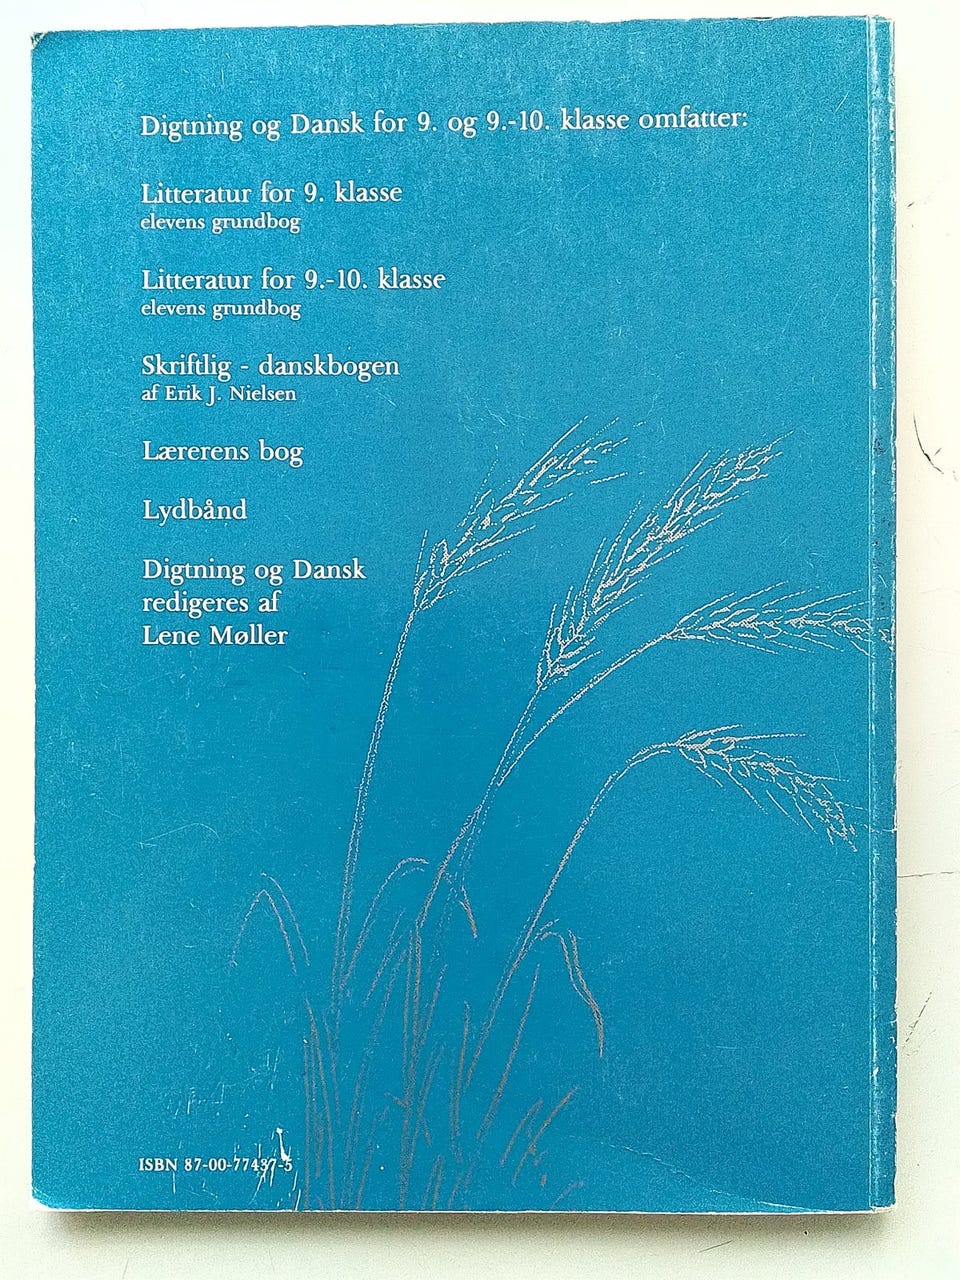 Digtning og Dansk for 9. og 9.-10. klasse omfatter:
Litteratur for 9. klasse
elevens grundbog
Litteratur for 9.-10. klasse
elevens grundbog
Skriftlig - danskbogen
af Erik J. Nielsen
Lærerens bog
Lydbånd
Digtning og Dansk
redigeres af
Lene Møller
ISBN 87-00-77437-5